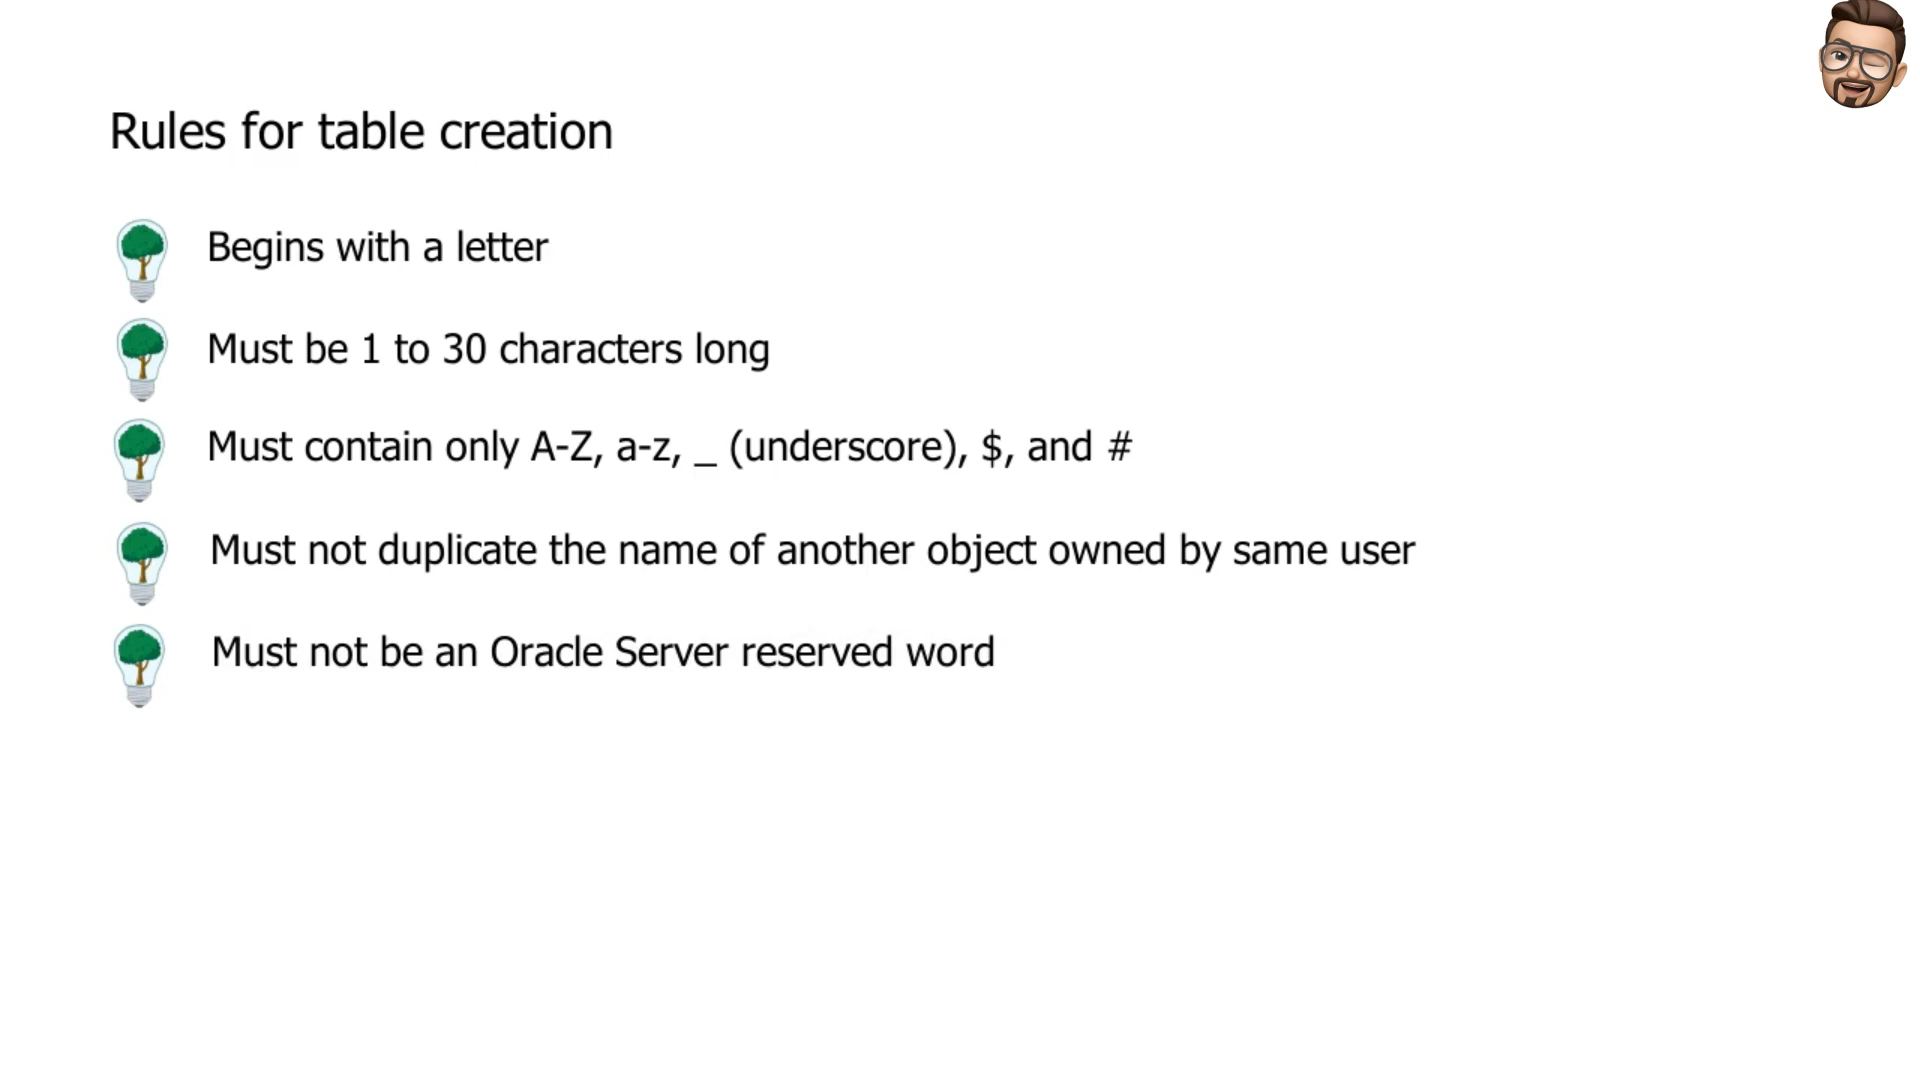 Rules for table creation
Begins with a letter
Must be 1 to 30 characters long
Must contain only A-Z, a-z, _ (underscore), $, and #
Must not duplicate the name of another object owned by same user
Must not be an Oracle Server reserved word